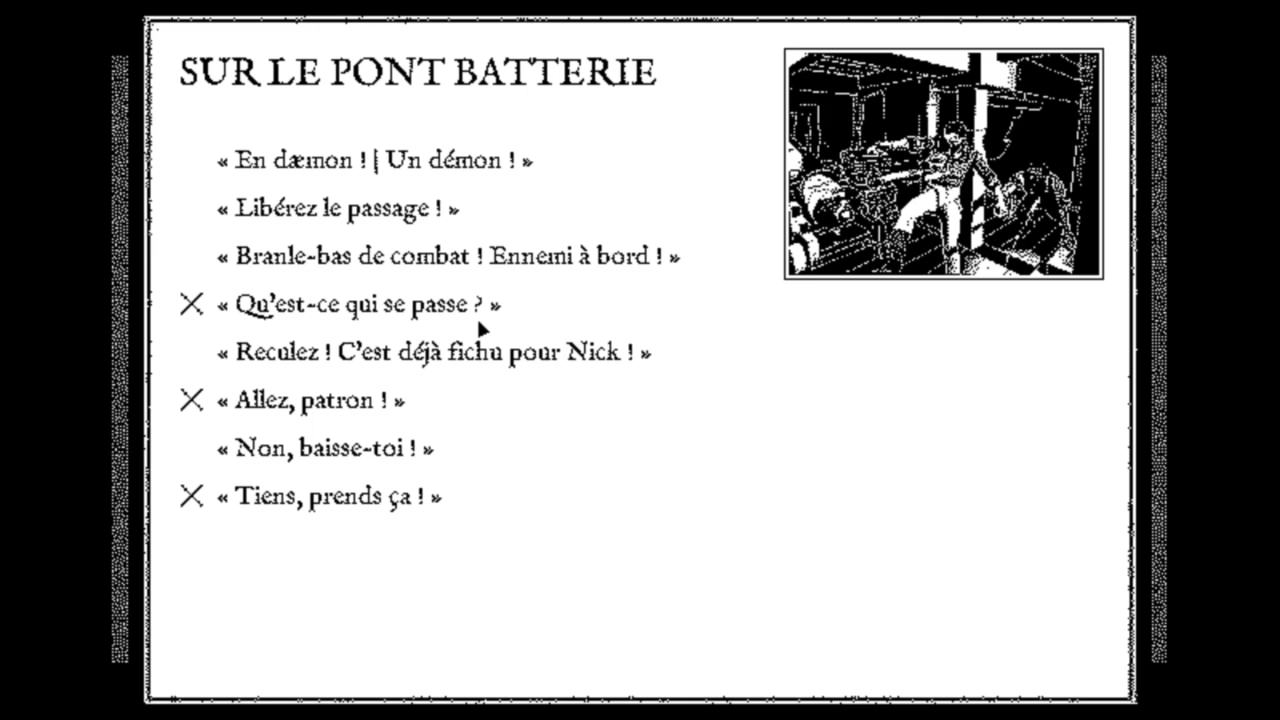 SUR LE PONT BATTERIE
« En dæmon ! | Un démon ! »
« Libérez le passage ! »
« Branle-bas de combat ! Ennemi à bord ! »
« Qu'est-ce qui se passe ? »
« Reculez ! C'est déjà fichu pour Nick ! »
« Allez, patron ! »
« Non, baisse-toi ! »
« Tiens, prends ça ! »